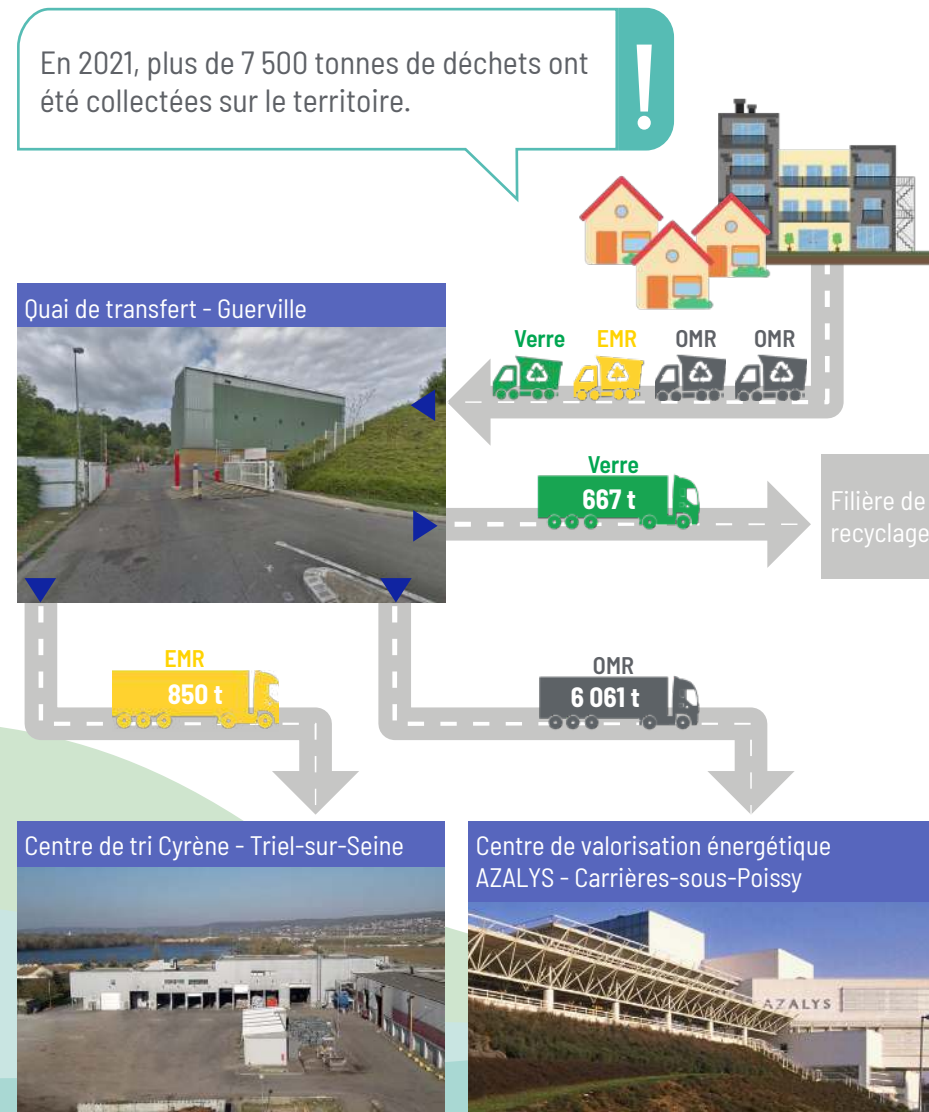 En 2021, plus de 7 500 tonnes de déchets ont
été collectées sur le territoire.
!
Quai de transfert - Guerville
Verre
EMR
OMR
OMR
Verre
667 t
Filière de
recyclage
EMR
850 t
OMR
6 061 t
Centre de tri Cyrène - Triel-sur-Seine
Centre de valorisation énergétique
AZALYS - Carrières-sous-Poissy
AZALYS